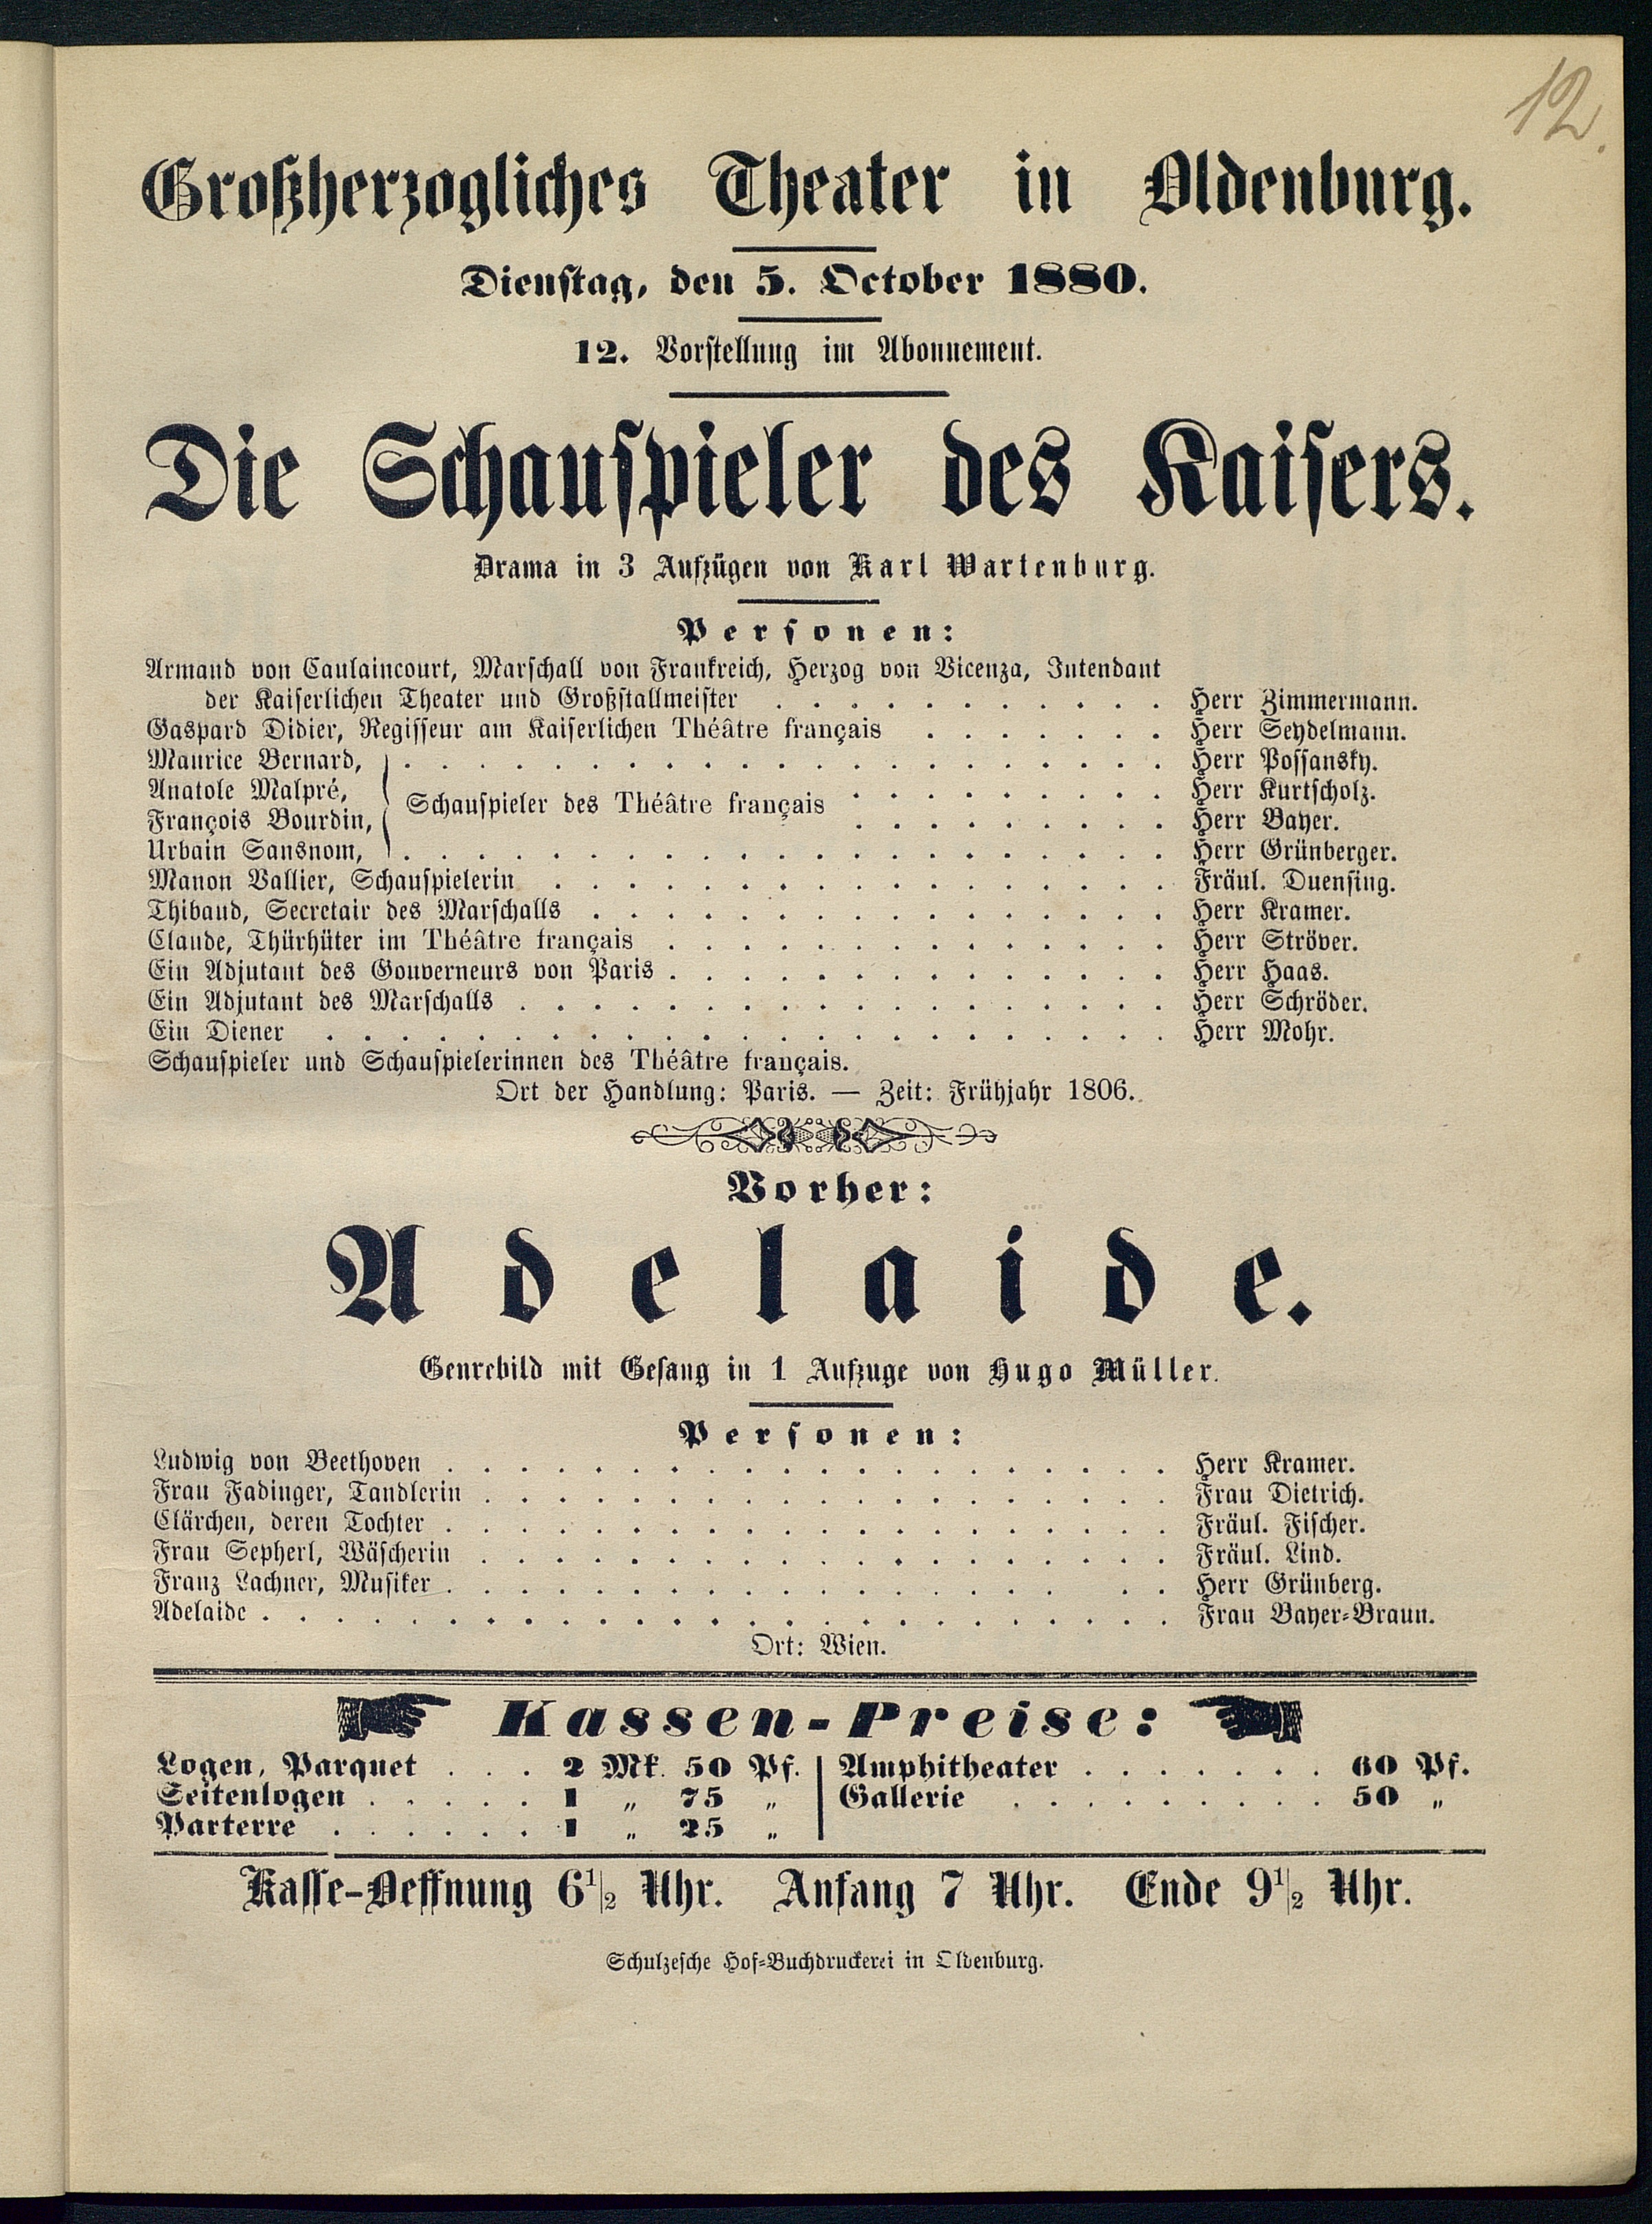 12.
Großherzogliches Theater in Oldenburg.
Dienstag, den 5. October 1880.
12. Vorstellung im Abonnement.
Die Schauspieler des Kaisers.
Drama in 3 Aufzügen von Karl Wartenburg.
Personen:
Armand von Caulaincourt, Marschall von Frankreich, Herzog von Vicenza, Intendant
der Kaiserlichen Theater und Großstallmeister . . . . . . . . . . . Herr Zimmermann.
Gaspard Didier, Regisseur am Kaiserlichen Théâtre français . . . . . . . Herr Seydelmann.
Maurice Bernard, . . . . . . . . . . . . . . . . . . . . . Herr Possansky.
Anatole Malpré, . . . . . . . . . Herr Kurtscholz.
Schauspieler des Théâtre français
François Bourdin, . . . . . . . . . Herr Bayer.
Urbain Sansnom, . . . . . . . . . . . . . . . . . . . . . Herr Grünberger.
Manon Vallier, Schauspielerin . . . . . . . . . . . . . . . . . Fräul. Duensing.
Thibaud, Secretair des Marschalls . . . . . . . . . . . . . . . . Herr Kramer.
Claude, Thürhüter im Théâtre français . . . . . . . . . . . . . . Herr Ströver.
Ein Adjutant des Gouverneurs von Paris . . . . . . . . . . . . . . Herr Haas.
Ein Adjutant des Marschalls . . . . . . . . . . . . . . . . . . Herr Schröder.
Ein Diener . . . . . . . . . . . . . . . . . . . . . . . Herr Mohr.
Schauspieler und Schauspielerinnen des Théâtre français.
Ort der Handlung: Paris. — Zeit: Frühjahr 1806.
Vorher:
Adelaide.
Genrebild mit Gesang in 1 Aufzuge von Hugo Müller.
Personen:
Ludwig von Beethoven . . . . . . . . . . . . . . . . . . . . Herr Kramer.
Frau Fadinger, Tandlerin . . . . . . . . . . . . . . . . . . . Frau Dietrich.
Clärchen, deren Tochter . . . . . . . . . . . . . . . . . . . . Fräul. Fischer.
Frau Sepherl, Wäscherin . . . . . . . . . . . . . . . . . . . Fräul. Lind.
Franz Lachner, Musiker . . . . . . . . . . . . . . . . . . . Herr Grünberg.
Adelaide . . . . . . . . . . . . . . . . . . . . . . . . . Frau Bayer-Braun.
Ort: Wien.
Kassen-Preise:
Logen, Parquet . . . 2 Mk. 50 Pf. | Amphitheater . . . . . . . 60 Pf.
Seitenlogen . . . . . 1 „ 75 „ | Gallerie . . . . . . . . . 50 „
Parterre . . . . . . 1 „ 25 „
Kasse-Oeffnung 6 1/2 Uhr. Anfang 7 Uhr. Ende 9 1/2 Uhr.
Schulzesche Hof-Buchdruckerei in Oldenburg.